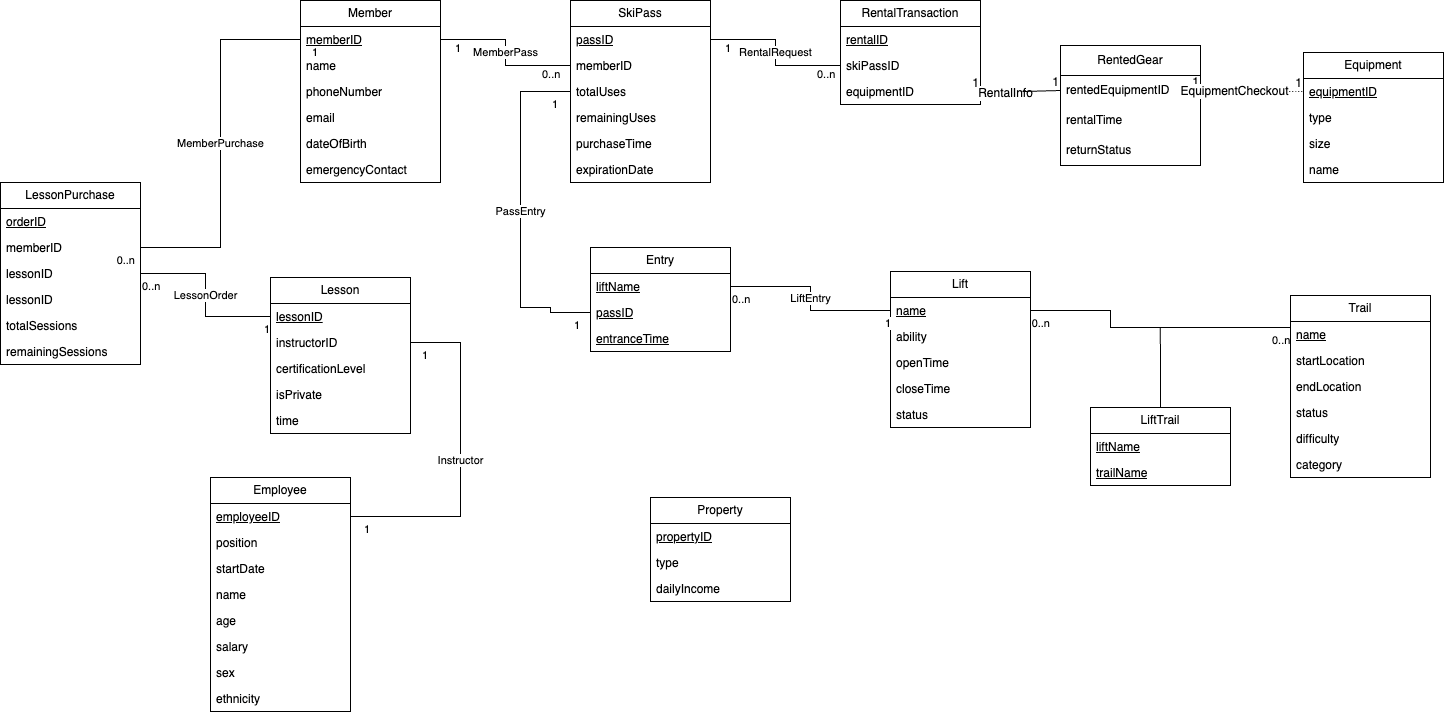 Member
memberID
1
name
phoneNumber
email
dateOfBirth
emergencyContact
1
MemberPass
0..n
SkiPass
passID
memberID
totalUses
remainingUses
purchaseTime
expirationDate
1
1
RentalRequest
0..n
RentalTransaction
rentalID
skiPassID
equipmentID
1
RentalInfo
1
RentedGear
rentedEquipmentID
rentalTime
returnStatus
1
EquipmentCheckout
1
Equipment
equipmentID
type
size
name
MemberPurchase
LessonPurchase
orderID
memberID
lessonID
lessonID
totalSessions
remainingSessions
0..n
0..n
LessonOrder
1
Lesson
lessonID
instructorID
certificationLevel
isPrivate
time
1
Instructor
1
Employee
employeeID
position
startDate
name
age
salary
sex
ethnicity
PassEntry
1
Entry
liftName
passID
entranceTime
0..n
LiftEntry
1
Lift
name
ability
openTime
closeTime
status
0..n
0..n
Trail
name
startLocation
endLocation
status
difficulty
category
LiftTrail
liftName
trailName
Property
propertyID
type
dailyIncome